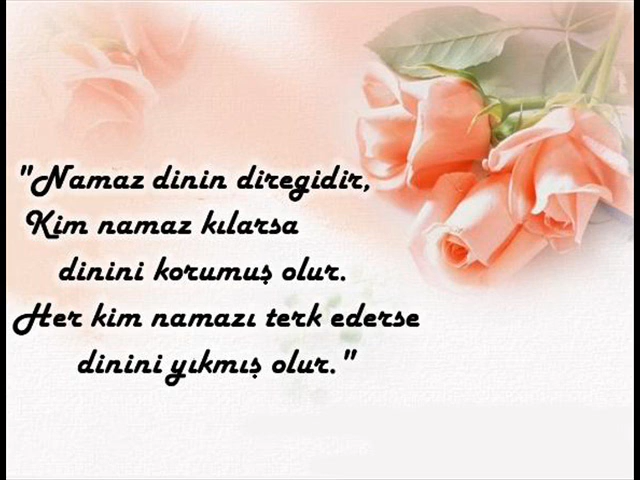 "Namaz dinin diregidir,
Kim namaz kılarsa
dinini korumuş olur.
Her kim namazı terk ederse
dinini yıkmış olur."